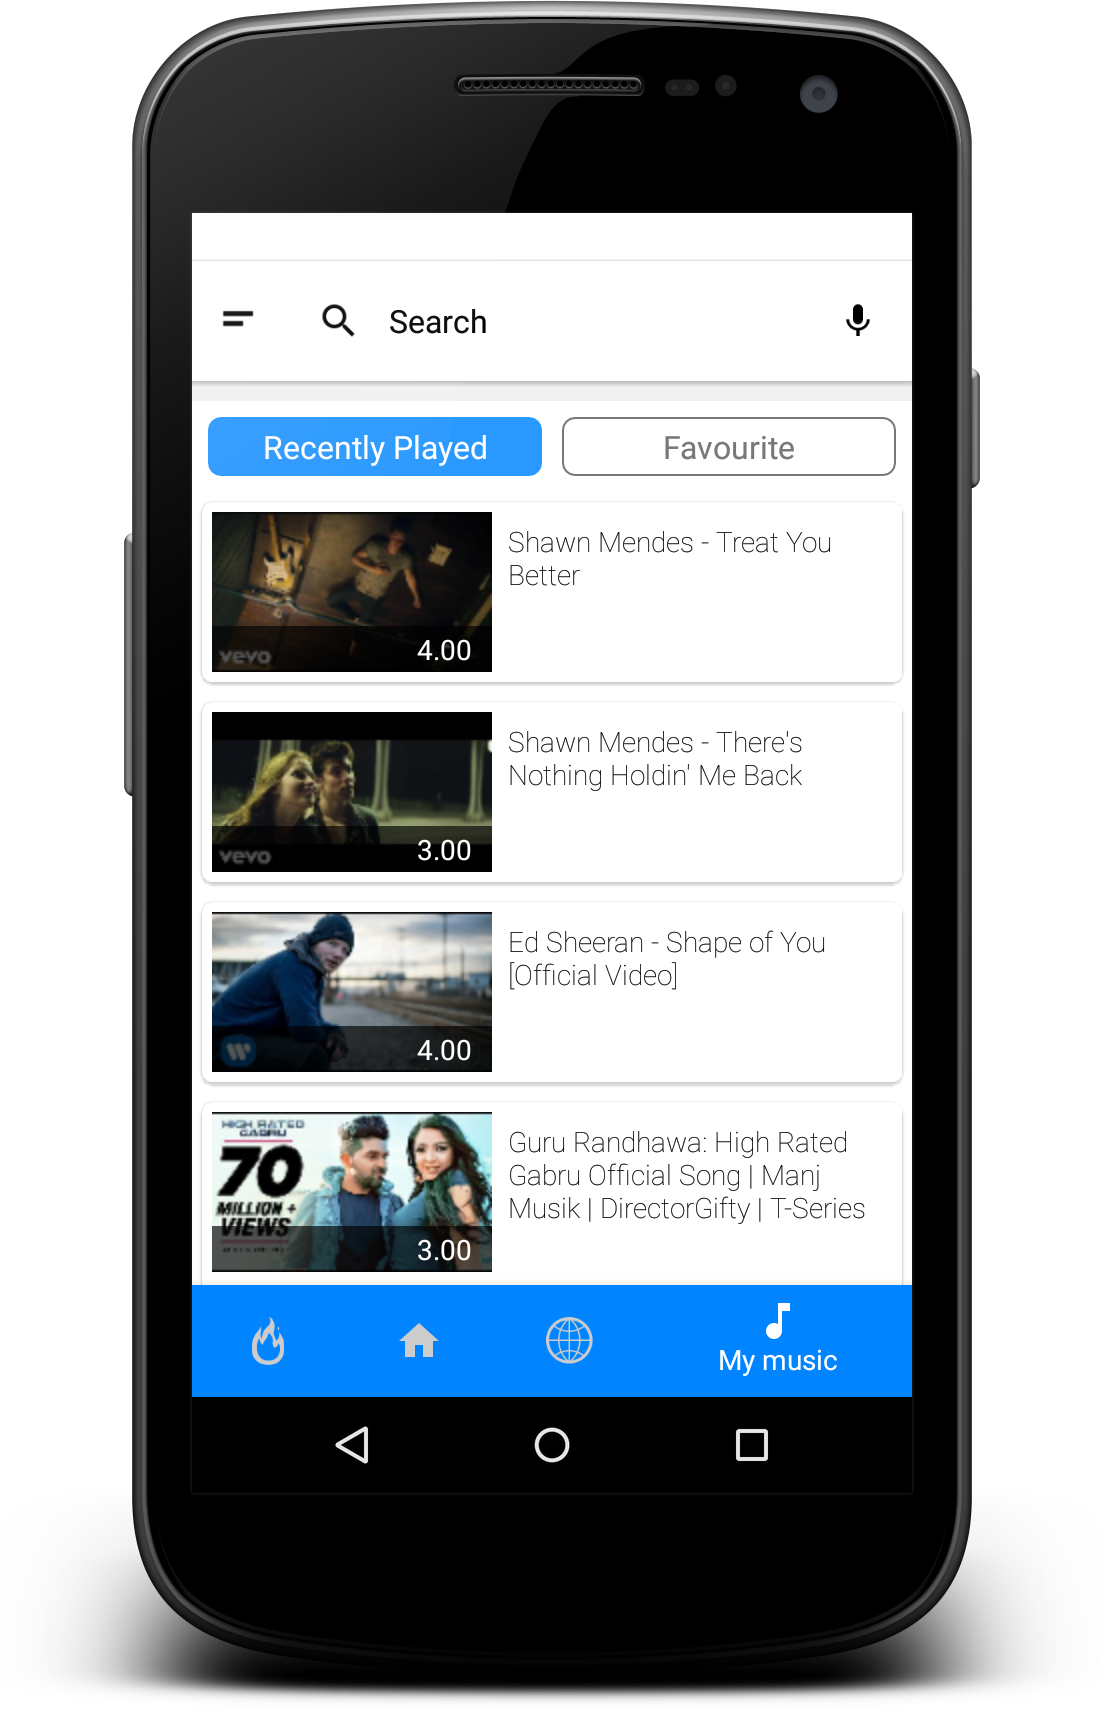 Search
Recently Played
Favourite
Shawn Mendes - Treat You
Better
vevo
4.00
Shawn Mendes - There's
Nothing Holdin' Me Back
vevo
3.00
Ed Sheeran - Shape of You
[Official Video]
4.00
HIGH RATED
GABRU
70
MILLION +
VIEWS
3.00
Guru Randhawa: High Rated
Gabru Official Song | Manj
Musik | DirectorGifty | T-Series
My music